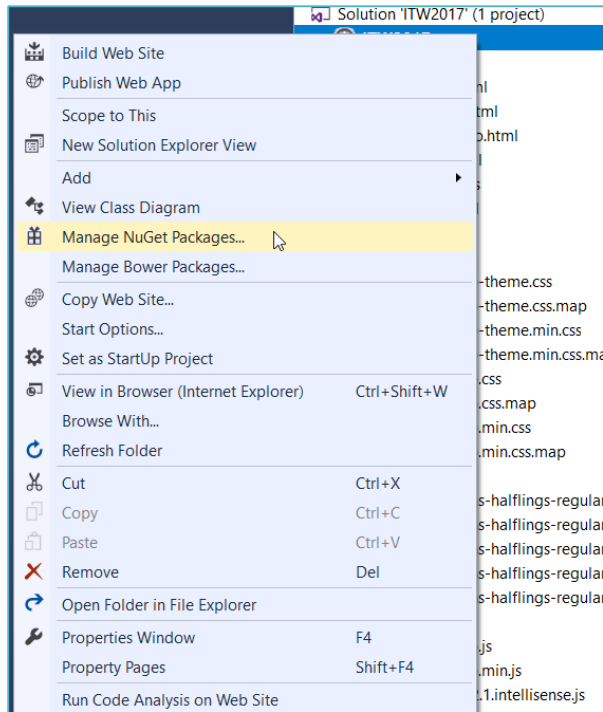 Solution 'ITW2017' (1 project)
Build Web Site
Publish Web App
Scope to This
New Solution Explorer View
Add
View Class Diagram
Manage NuGet Packages...
Manage Bower Packages...
Copy Web Site...
Start Options...
Set as StartUp Project
View in Browser (Internet Explorer) Ctrl+Shift+W
Browse With...
Refresh Folder
Cut Ctrl+X
Copy Ctrl+C
Paste Ctrl+V
Remove Del
Open Folder in File Explorer
Properties Window F4
Property Pages Shift+F4
Run Code Analysis on Web Site
.html
-theme.css
-theme.css.map
-theme.min.css
-theme.min.css.ma
.css
.css.map
.min.css
.min.css.map
s-halflings-regular
s-halflings-regular
s-halflings-regular
s-halflings-regular
s-halflings-regular
.js
.min.js
.1.intellisense.js